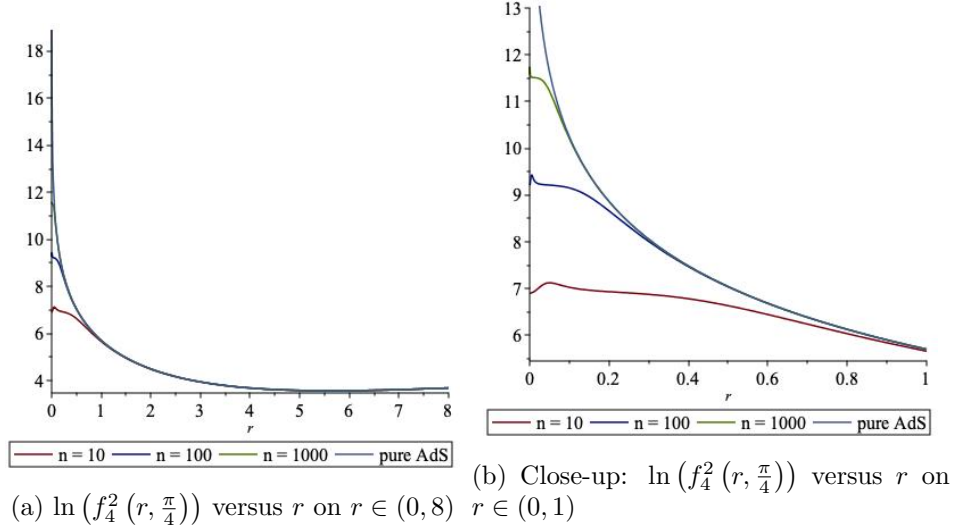 18
16
14
12
10
8
6
4
0 1 2 3 4 5 6 7 8
r
n = 10 n = 100 n = 1000 pure AdS
(a) ln (f₄² (r, π/4)) versus r on r ∈ (0, 8)
13
12
11
10
9
8
7
6
0 0.2 0.4 0.6 0.8 1
r
n = 10 n = 100 n = 1000 pure AdS
(b) Close-up: ln (f₄² (r, π/4)) versus r on
r ∈ (0, 1)